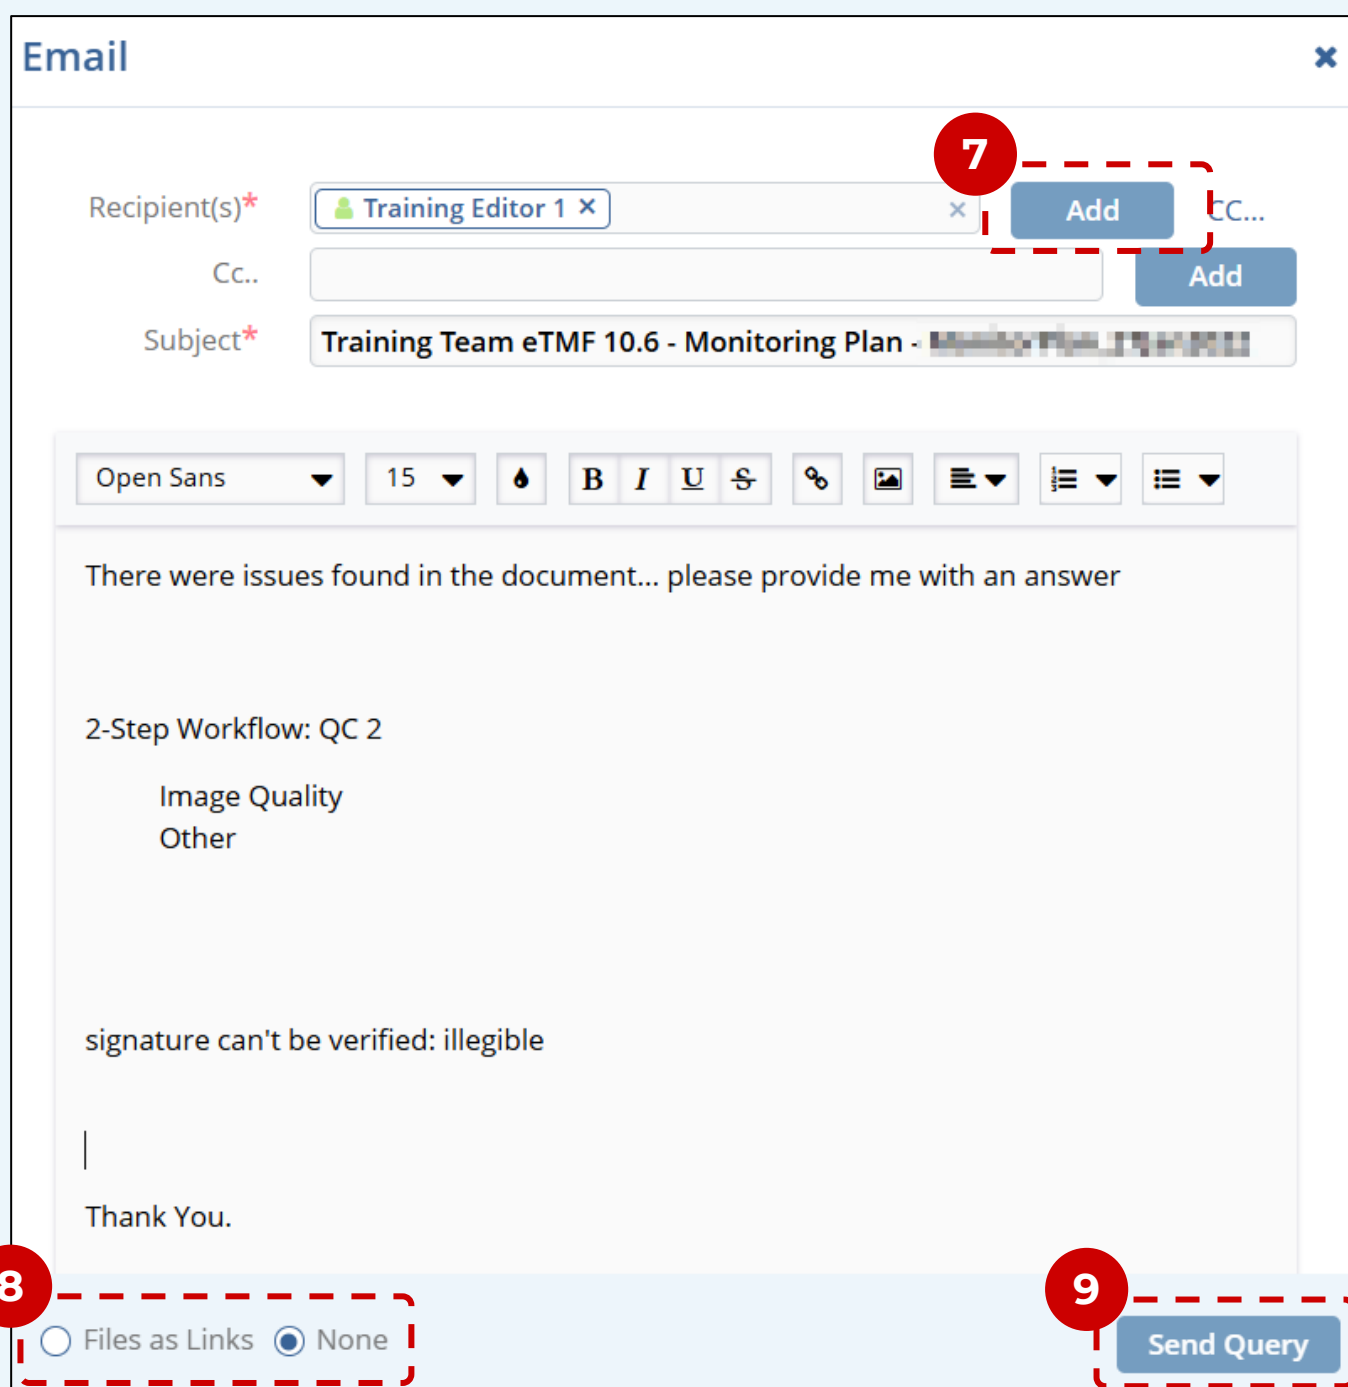 Email
7
Recipient(s)* Training Editor 1 × × Add CC...
Cc.. Add
Subject* Training Team eTMF 10.6 - Monitoring Plan -
Open Sans 15 B I U S
There were issues found in the document... please provide me with an answer
2-Step Workflow: QC 2
Image Quality
Other
signature can't be verified: illegible
Thank You.
8 9
Files as Links None Send Query